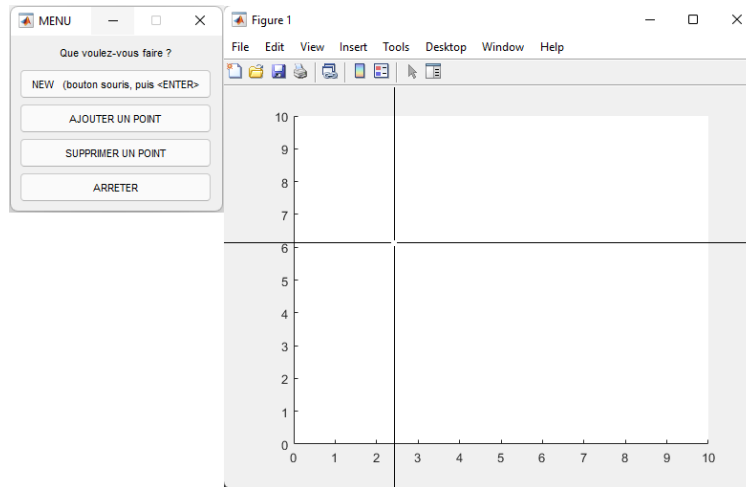 MENU
Que voulez-vous faire ?
NEW (bouton souris, puis <ENTER>
AJOUTER UN POINT
SUPPRIMER UN POINT
ARRETER
Figure 1
File Edit View Insert Tools Desktop Window Help
10
9
8
7
6
5
4
3
2
1
0
0 1 2 3 4 5 6 7 8 9 10